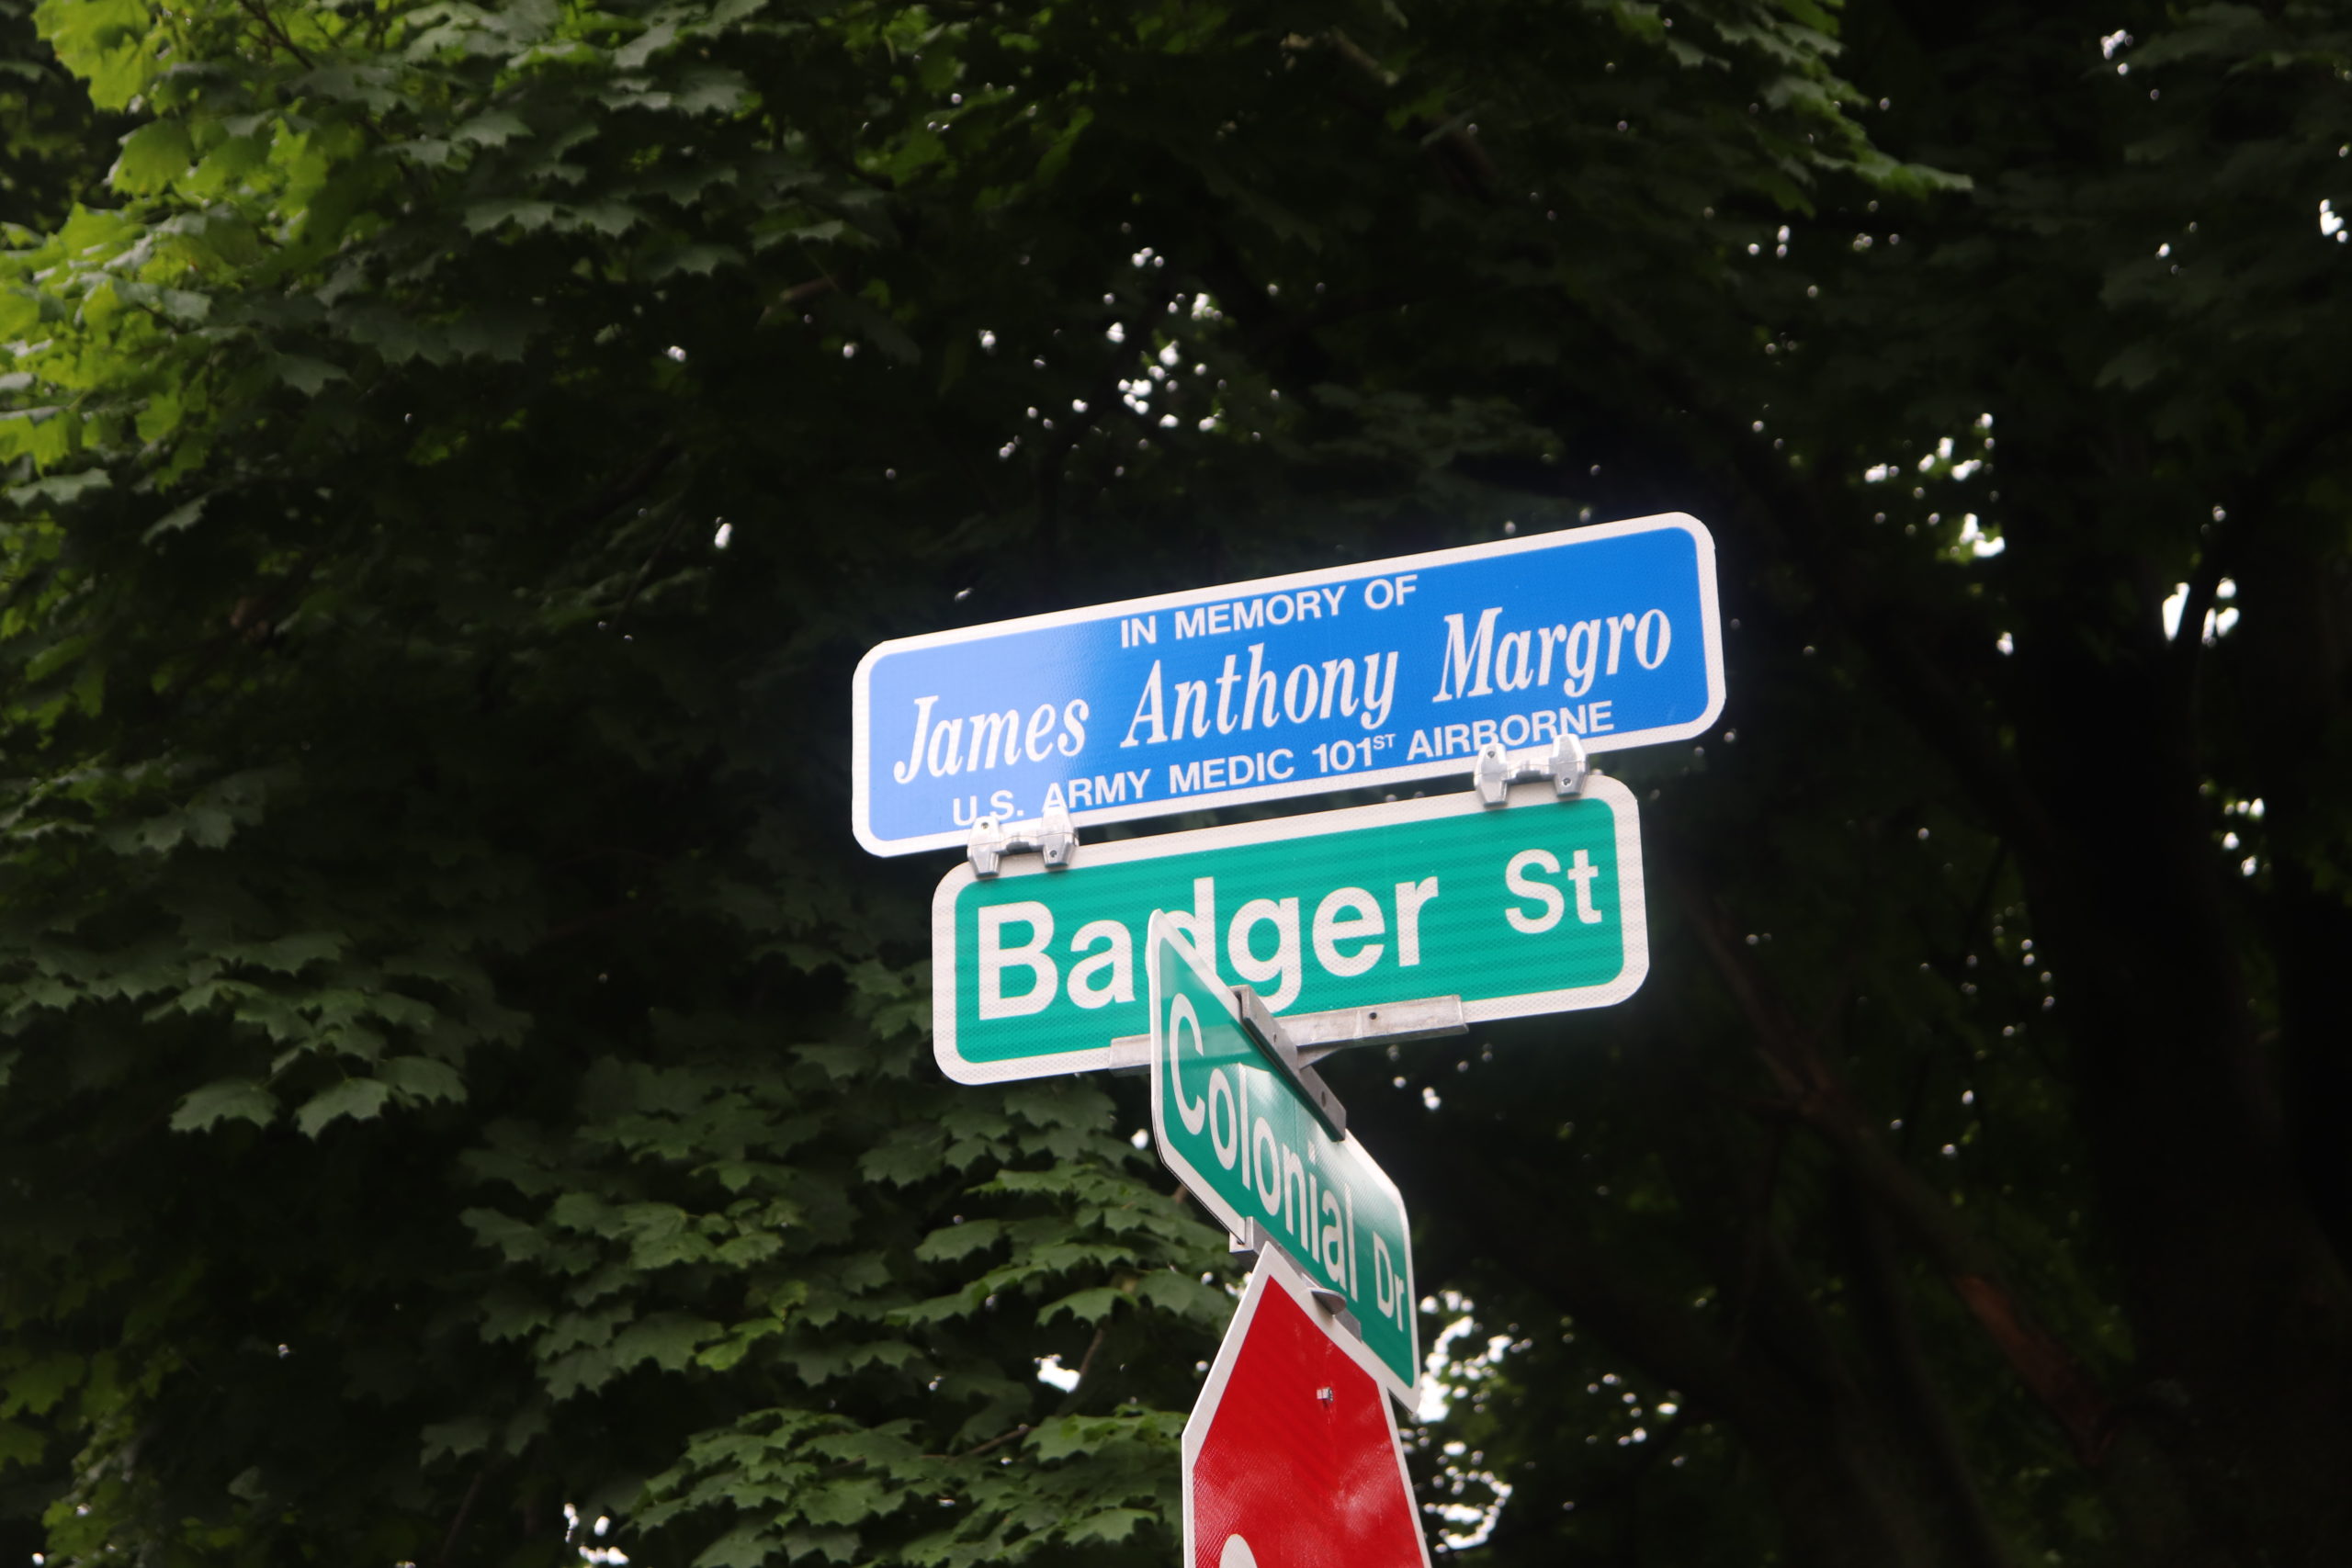 IN MEMORY OF
James Anthony Margro
U.S. ARMY MEDIC 101ST AIRBORNE
Badger St
Colonial Dr